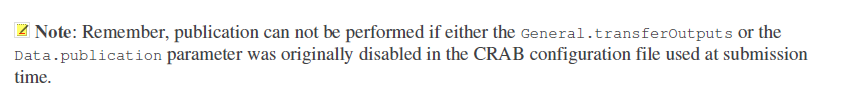 Note: Remember, publication can not be performed if either the General.transferOutputs or the
Data.publication parameter was originally disabled in the CRAB configuration file used at submission
time.